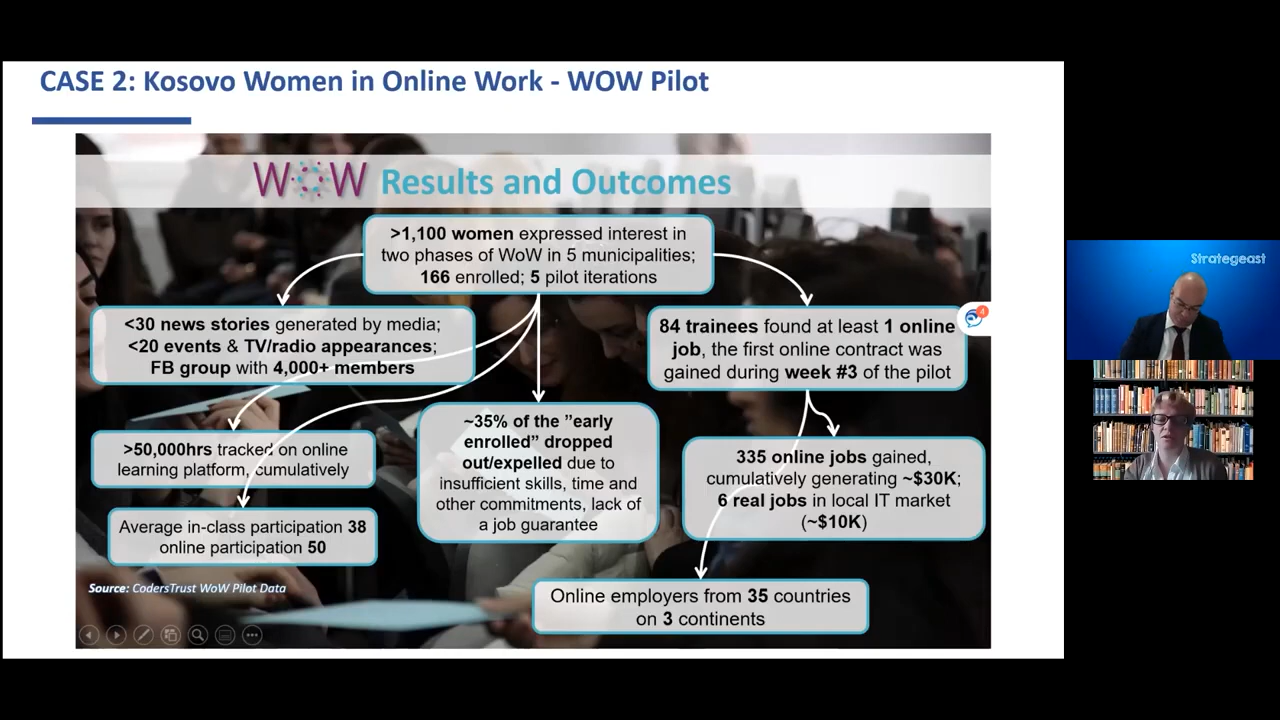 CASE 2: Kosovo Women in Online Work - WOW Pilot
WOW Results and Outcomes
>1,100 women expressed interest in
two phases of WoW in 5 municipalities;
166 enrolled; 5 pilot iterations
<30 news stories generated by media;
<20 events & TV/radio appearances;
FB group with 4,000+ members
84 trainees found at least 1 online
job, the first online contract was
gained during week #3 of the pilot
4
>50,000hrs tracked on online
learning platform, cumulatively
~35% of the ”early
enrolled” dropped
out/expelled due to
insufficient skills, time and
other commitments, lack of
a job guarantee
335 online jobs gained,
cumulatively generating ~$30K;
6 real jobs in local IT market
(~$10K)
Average in-class participation 38
online participation 50
Source: CodersTrust WoW Pilot Data
Online employers from 35 countries
on 3 continents
Strategeast